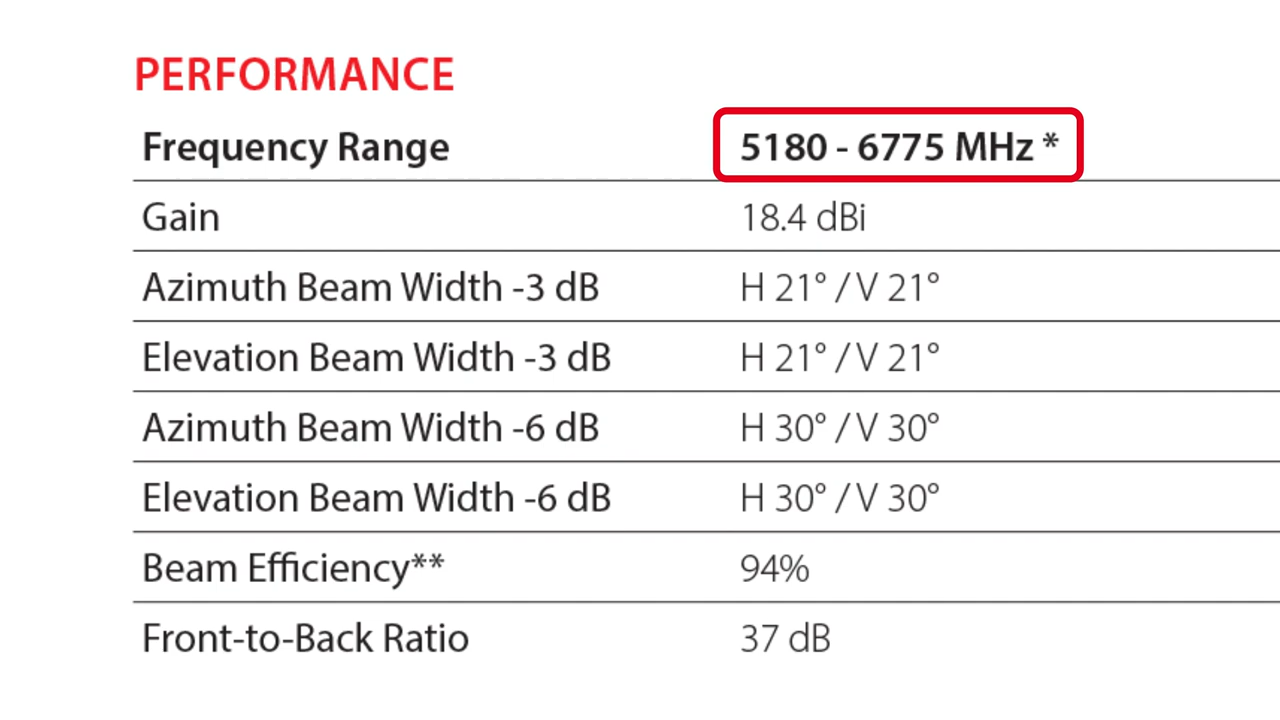 PERFORMANCE
Frequency Range 5180 - 6775 MHz *
Gain 18.4 dBi
Azimuth Beam Width -3 dB H 21° / V 21°
Elevation Beam Width -3 dB H 21° / V 21°
Azimuth Beam Width -6 dB H 30° / V 30°
Elevation Beam Width -6 dB H 30° / V 30°
Beam Efficiency** 94%
Front-to-Back Ratio 37 dB